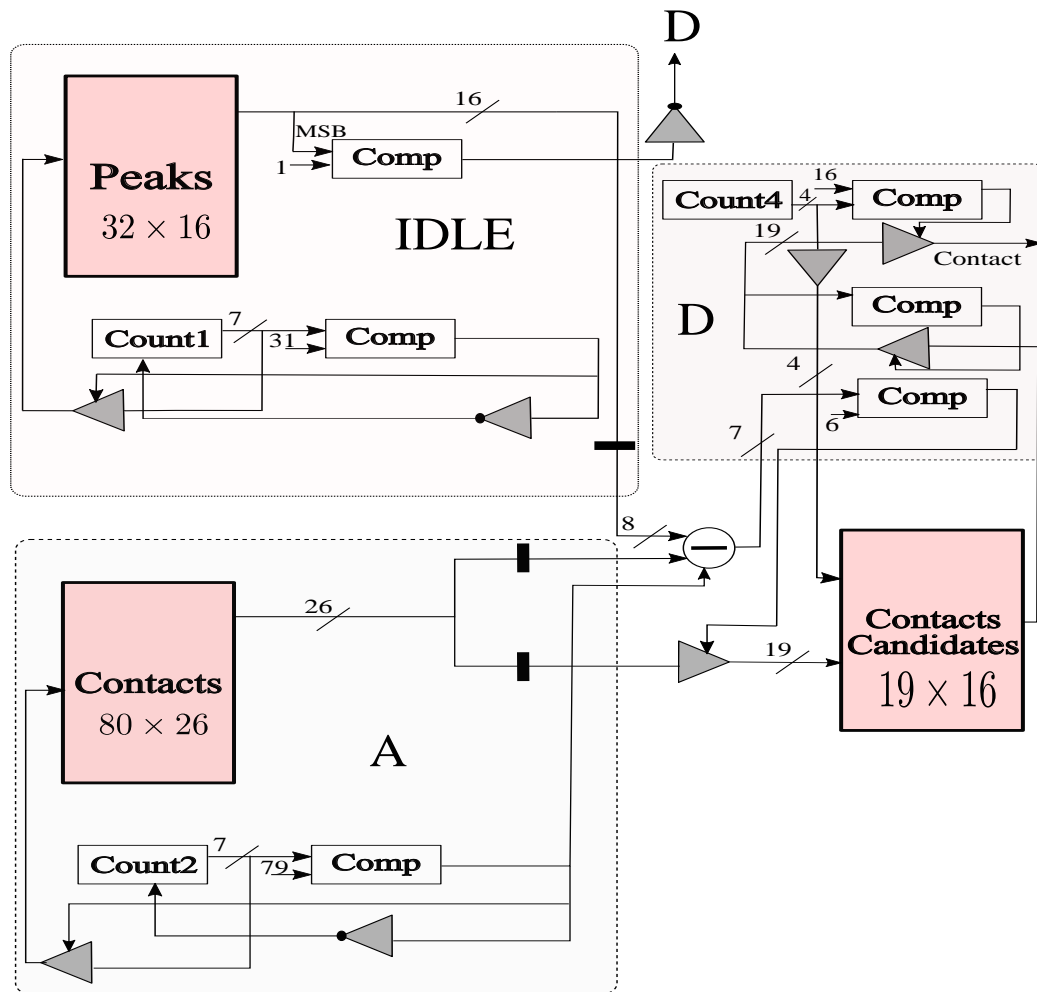 D
16
MSB
1
Comp
Peaks
32 × 16
IDLE
Count1
7
31
Comp
Count4
4
16
Comp
19
Contact
Comp
D
4
Comp
6
7
8
Contacts
80 × 26
26
A
19
Contacts
Candidates
19 × 16
Count2
7
79
Comp